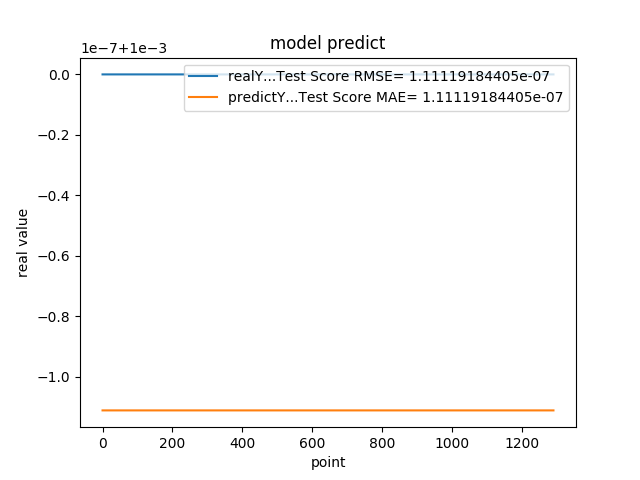 model predict
1e−7+1e−3
realY...Test Score RMSE= 1.11119184405e-07
predictY...Test Score MAE= 1.11119184405e-07
0.0
−0.2
−0.4
−0.6
−0.8
−1.0
real value
0 200 400 600 800 1000 1200
point